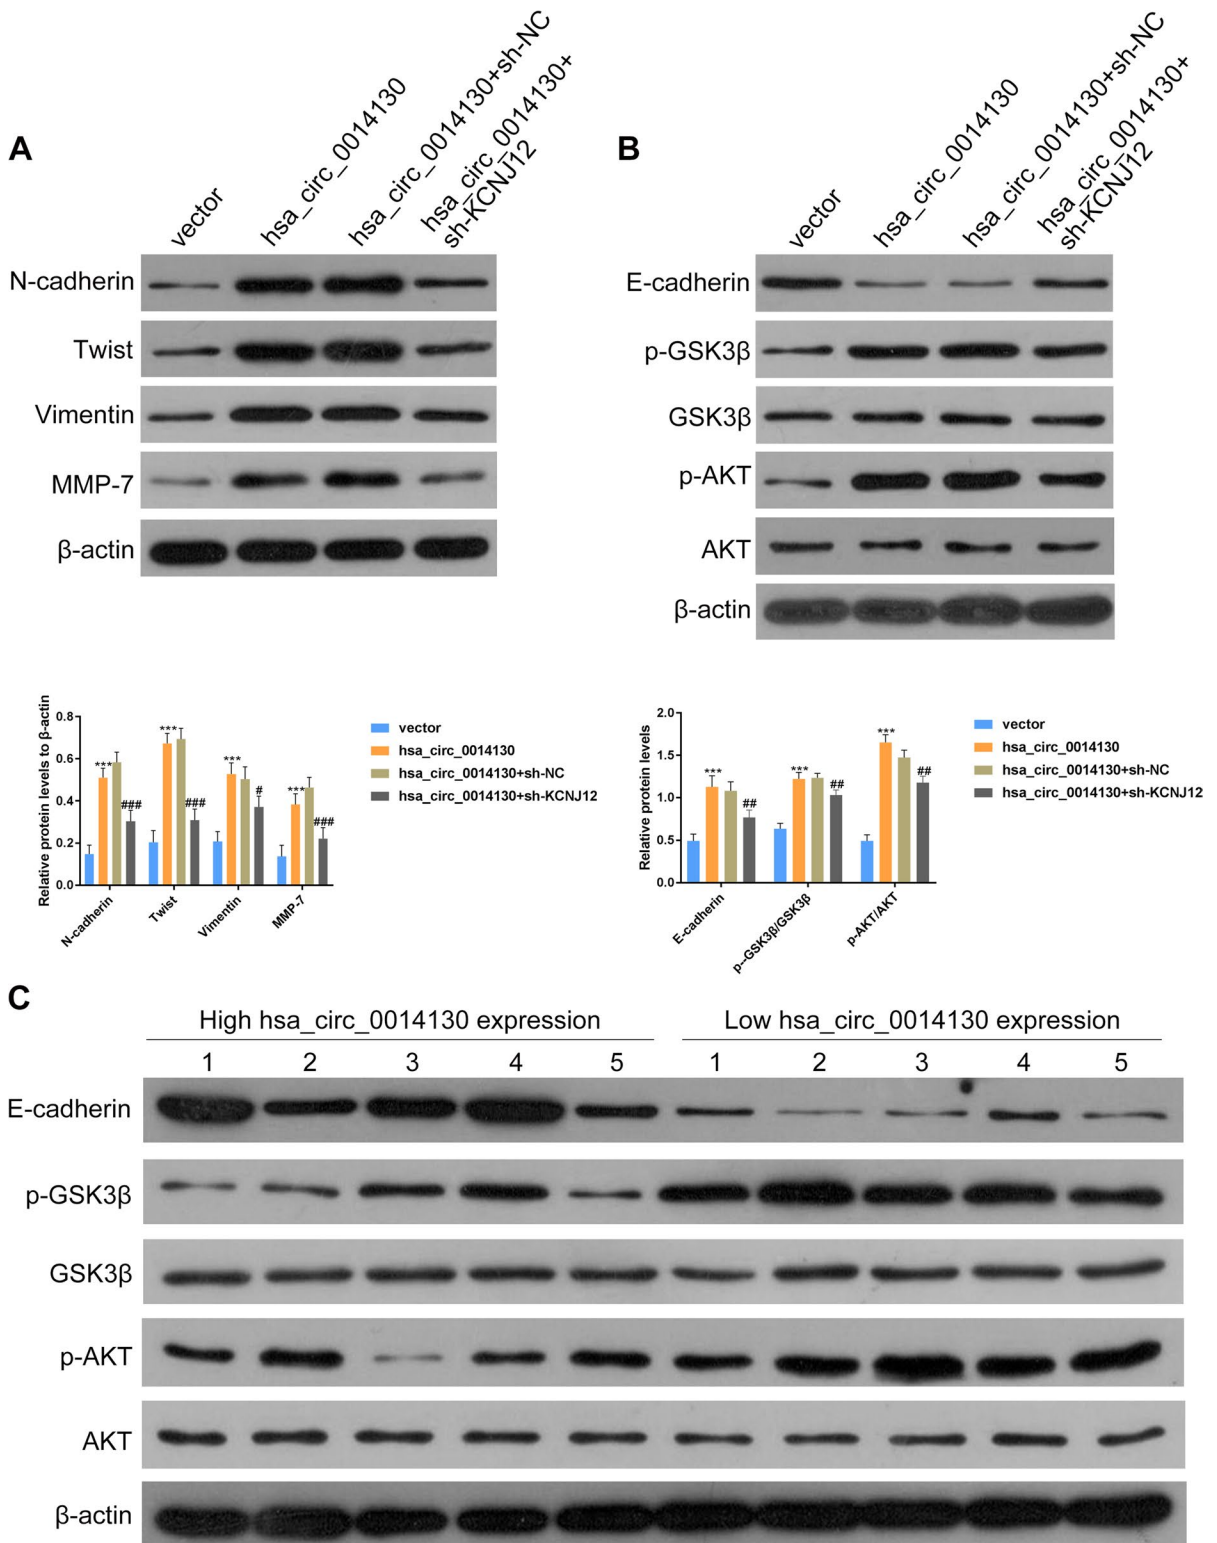 A
vector
hsa_circ_0014130
hsa_circ_0014130+sh-NC
hsa_circ_0014130+
sh-KCNJ12
N-cadherin
Twist
Vimentin
MMP-7
β-actin
B
vector
hsa_circ_0014130
hsa_circ_0014130+sh-NC
hsa_circ_0014130+
sh-KCNJ12
E-cadherin
p-GSK3β
GSK3β
p-AKT
AKT
β-actin
Relative protein levels to β-actin
0.8
0.6
0.4
0.2
0.0
***
###
***
###
***
#
***
###
N-cadherin
Twist
Vimentin
MMP-7
vector
hsa_circ_0014130
hsa_circ_0014130+sh-NC
hsa_circ_0014130+sh-KCNJ12
Relative protein levels
2.0
1.5
1.0
0.5
0.0
***
##
***
##
***
##
E-cadherin
p--GSK3β/GSK3β
p-AKT/AKT
vector
hsa_circ_0014130
hsa_circ_0014130+sh-NC
hsa_circ_0014130+sh-KCNJ12
C
High hsa_circ_0014130 expression
Low hsa_circ_0014130 expression
1 2 3 4 5 1 2 3 4 5
E-cadherin
p-GSK3β
GSK3β
p-AKT
AKT
β-actin